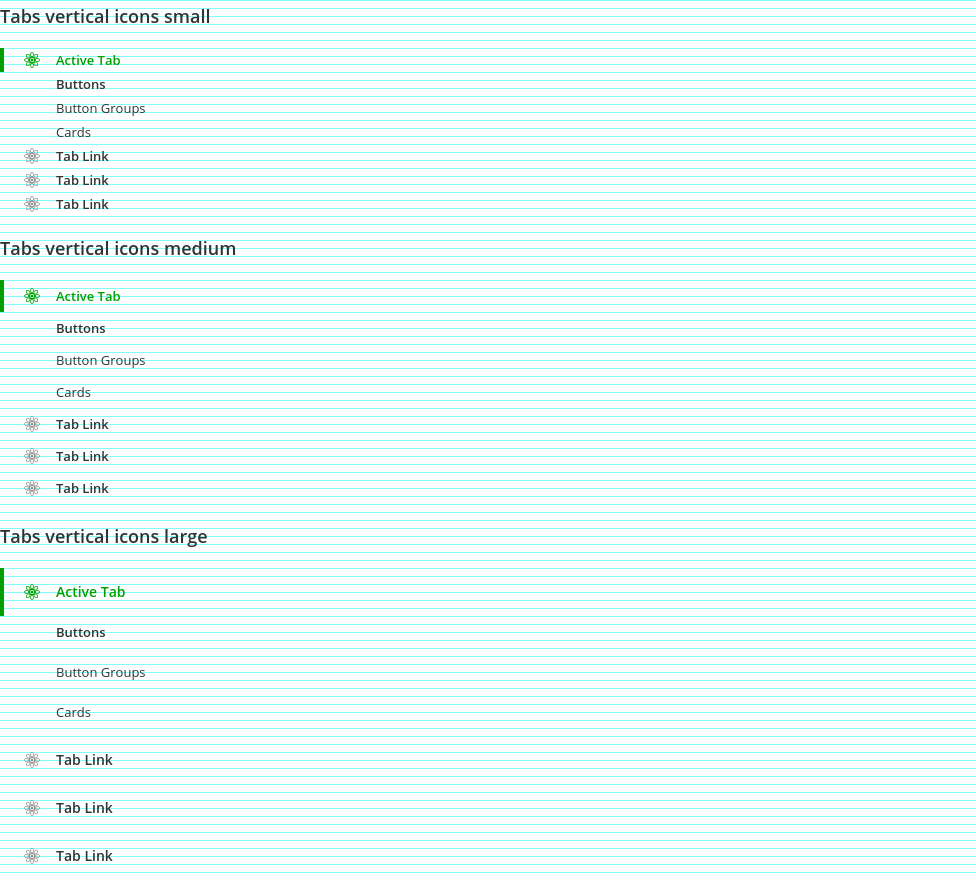 Tabs vertical icons small
Active Tab
Buttons
Button Groups
Cards
Tab Link
Tab Link
Tab Link
Tabs vertical icons medium
Active Tab
Buttons
Button Groups
Cards
Tab Link
Tab Link
Tab Link
Tabs vertical icons large
Active Tab
Buttons
Button Groups
Cards
Tab Link
Tab Link
Tab Link